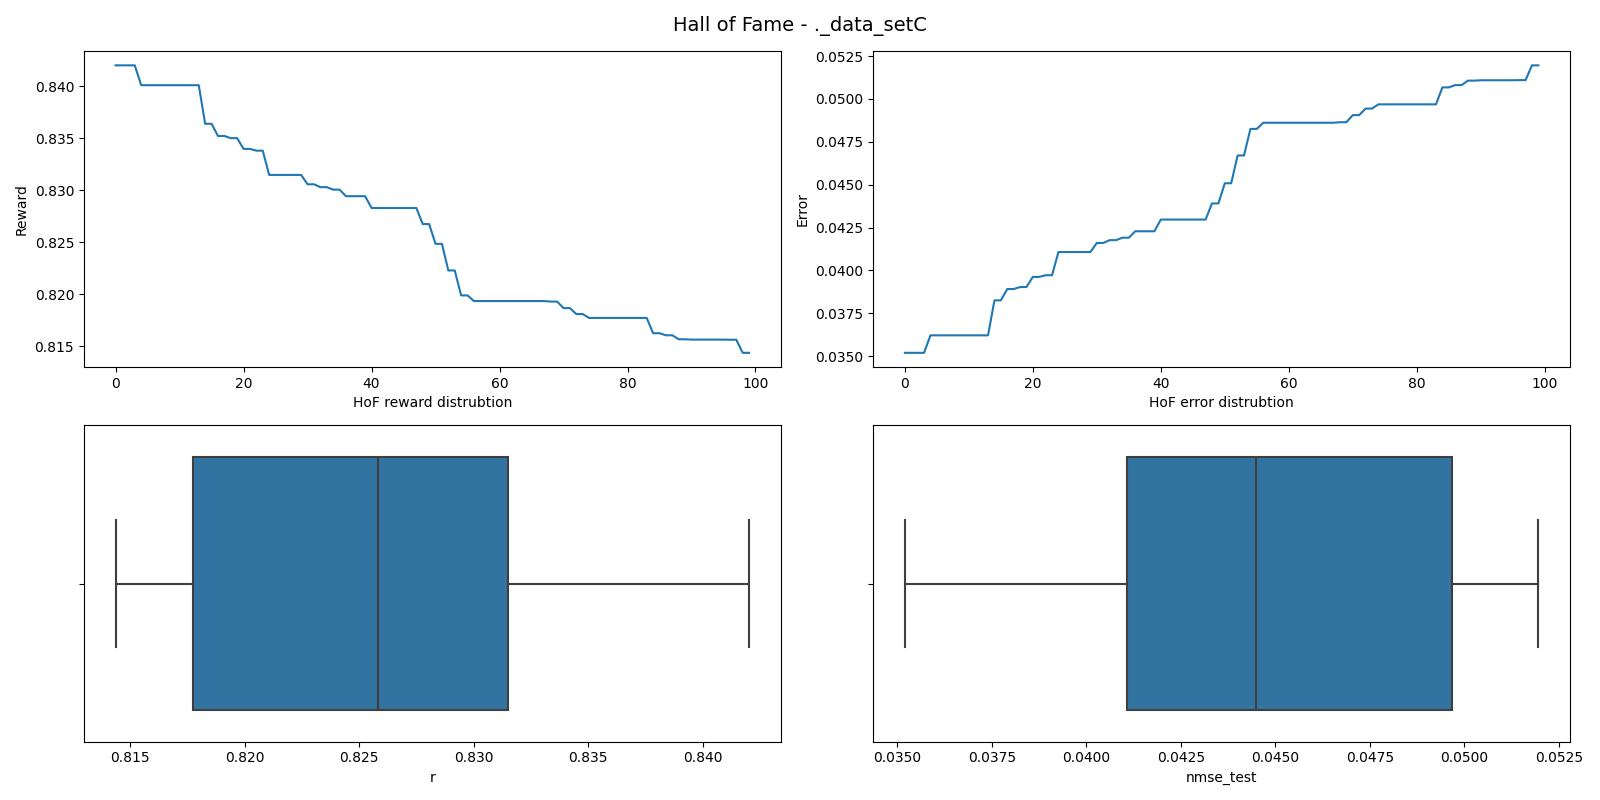 Hall of Fame - ._data_setC
0.840
0.835
0.830
0.825
0.820
0.815
Reward
0 20 40 60 80 100
HoF reward distrubtion
0.0525
0.0500
0.0475
0.0450
0.0425
0.0400
0.0375
0.0350
Error
0 20 40 60 80 100
HoF error distrubtion
0.815 0.820 0.825 0.830 0.835 0.840
r
0.0350 0.0375 0.0400 0.0425 0.0450 0.0475 0.0500 0.0525
nmse_test